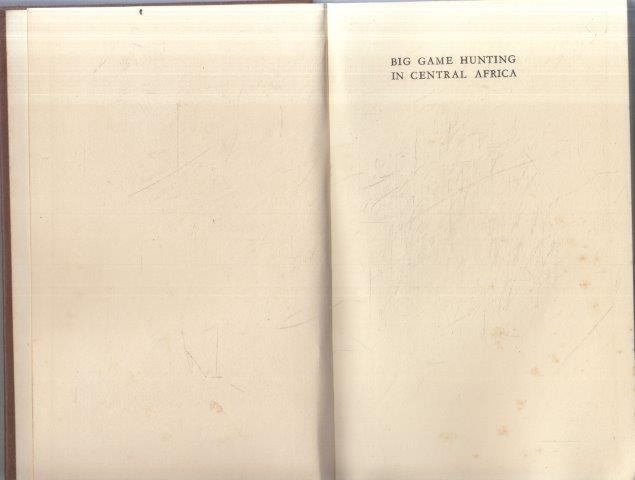 BIG GAME HUNTING
IN CENTRAL AFRICA